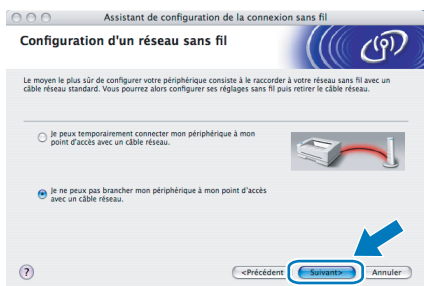 Assistant de configuration de la connexion sans fil
Configuration d'un réseau sans fil
Le moyen le plus sûr de configurer votre périphérique consiste à le raccorder à votre réseau sans fil avec un
câble réseau standard. Vous pourrez alors configurer ses réglages sans fil puis retirer le câble réseau.
Je peux temporairement connecter mon périphérique à mon
point d'accès avec un câble réseau.
Je ne peux pas brancher mon périphérique à mon point d'accès
avec un câble réseau.
?
<Précédent
Suivant>
Annuler